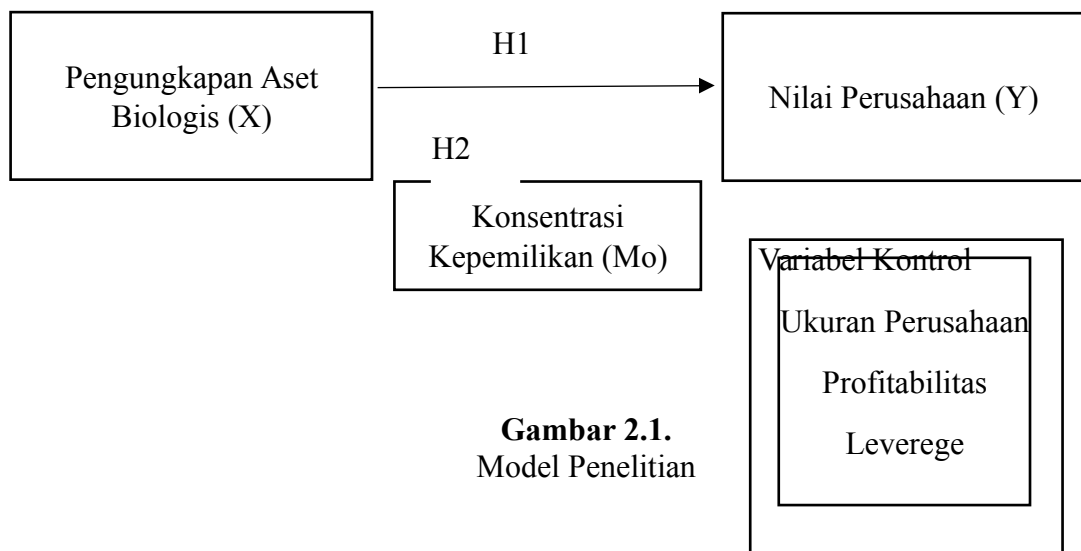 Pengungkapan Aset
Biologis (X)
H1
Nilai Perusahaan (Y)
H2
Konsentrasi
Kepemilikan (Mo)
Variabel Kontrol
Ukuran Perusahaan
Profitabilitas
Leverege
Gambar 2.1.
Model Penelitian